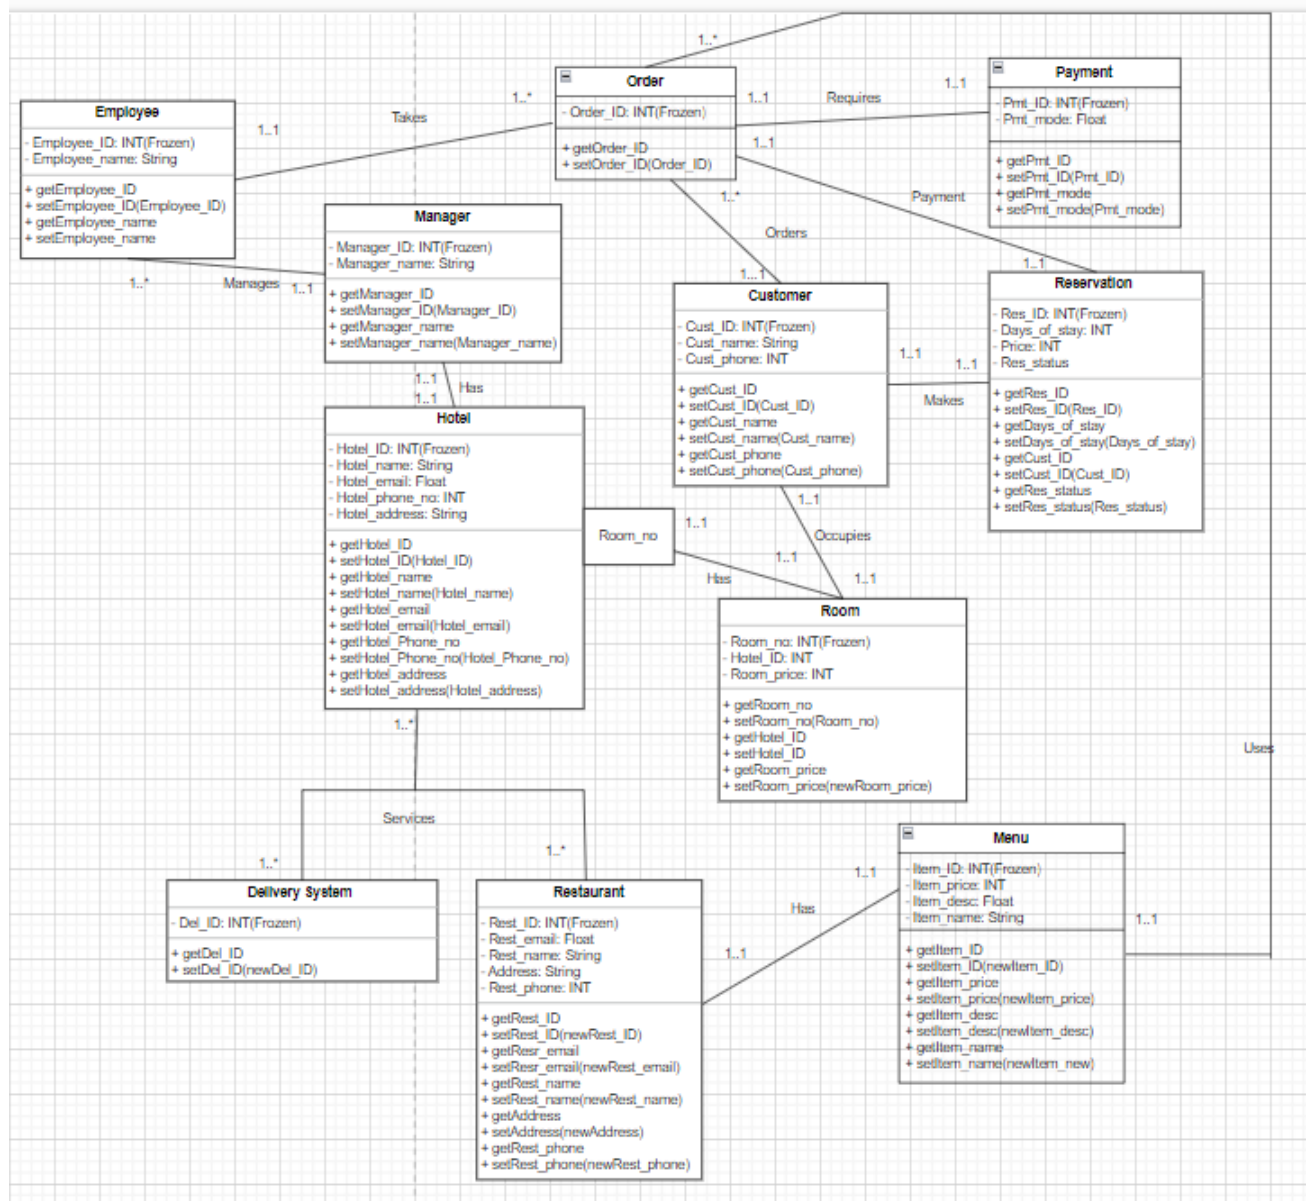 1..*
Order
- Order_ID: INT(Frozen)
+ getOrder_ID
+ setOrder_ID(Order_ID)
Payment
- Pmt_ID: INT(Frozen)
- Pmt_mode: Float
+ getPmt_ID
+ setPmt_ID(Pmt_ID)
+ getPmt_mode
+ setPmt_mode(Pmt_mode)
1..1
Requires
1..1
Employee
- Employee_ID: INT(Frozen)
- Employee_name: String
+ getEmployee_ID
+ setEmployee_ID(Employee_ID)
+ getEmployee_name
+ setEmployee_name
1..1
Takes
1..*
1..1
Payment
1..1
1..*
Orders
1...1
Manager
- Manager_ID: INT(Frozen)
- Manager_name: String
+ getManager_ID
+ setManager_ID(Manager_ID)
+ getManager_name
+ setManager_name(Manager_name)
1..*
Manages
1..1
Customer
- Cust_ID: INT(Frozen)
- Cust_name: String
- Cust_phone: INT
+ getCust_ID
+ setCust_ID(Cust_ID)
+ getCust_name
+ setCust_name(Cust_name)
+ getCust_phone
+ setCust_phone(Cust_phone)
1..1
Makes
1..1
Reservation
- Res_ID: INT(Frozen)
- Days_of_stay: INT
- Price: INT
- Res_status
+ getRes_ID
+ setRes_ID(Res_ID)
+ getDays_of_stay
+ setDays_of_stay(Days_of_stay)
+ getCust_ID
+ setCust_ID(Cust_ID)
+ getRes_status
+ setRes_status(Res_status)
1..1
Has
1..1
Hotel
- Hotel_ID: INT(Frozen)
- Hotel_name: String
- Hotel_email: Float
- Hotel_phone_no: INT
- Hotel_address: String
+ getHotel_ID
+ setHotel_ID(Hotel_ID)
+ getHotel_name
+ setHotel_name(Hotel_name)
+ getHotel_email
+ setHotel_email(Hotel_email)
+ getHotel_Phone_no
+ setHotel_Phone_no(Hotel_Phone_no)
+ getHotel_address
+ setHotel_address(Hotel_address)
Room_no
1..1
Has
1..1
1..1
Occupies
1..1
Room
- Room_no: INT(Frozen)
- Hotel_ID: INT
- Room_price: INT
+ getRoom_no
+ setRoom_no(Room_no)
+ getHotel_ID
+ setHotel_ID
+ getRoom_price
+ setRoom_price(newRoom_price)
1..*
Services
1..*
1..*
Uses
Delivery System
- Del_ID: INT(Frozen)
+ getDel_ID
+ setDel_ID(newDel_ID)
Restaurant
- Rest_ID: INT(Frozen)
- Rest_email: Float
- Rest_name: String
- Address: String
- Rest_phone: INT
+ getRest_ID
+ setRest_ID(newRest_ID)
+ getResr_email
+ setResr_email(newRest_email)
+ getRest_name
+ setRest_name(newRest_name)
+ getAddress
+ setAddress(newAddress)
+ getRest_phone
+ setRest_phone(newRest_phone)
1..1
Has
1..1
Menu
- Item_ID: INT(Frozen)
- Item_price: INT
- Item_desc: Float
- Item_name: String
+ getItem_ID
+ setItem_ID(newItem_ID)
+ getItem_price
+ setItem_price(newItem_price)
+ getItem_desc
+ setItem_desc(newItem_desc)
+ getItem_name
+ setItem_name(newItem_new)
1..1